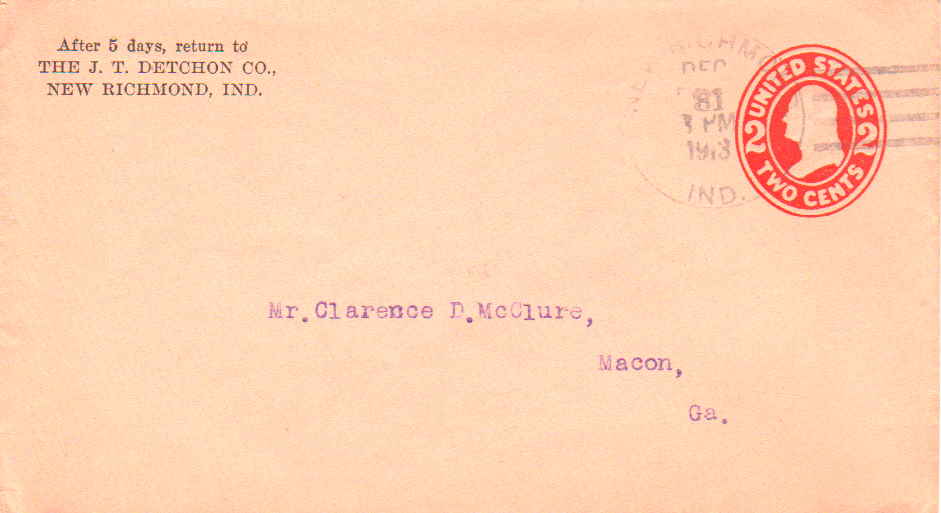 After 5 days, return to
THE J. T. DETCHON CO.,
NEW RICHMOND, IND.
DEC
31
PM
1913
IND.
UNITED STATES
2 2
TWO CENTS
Mr.Clarence D.McClure,
Macon,
Ga.